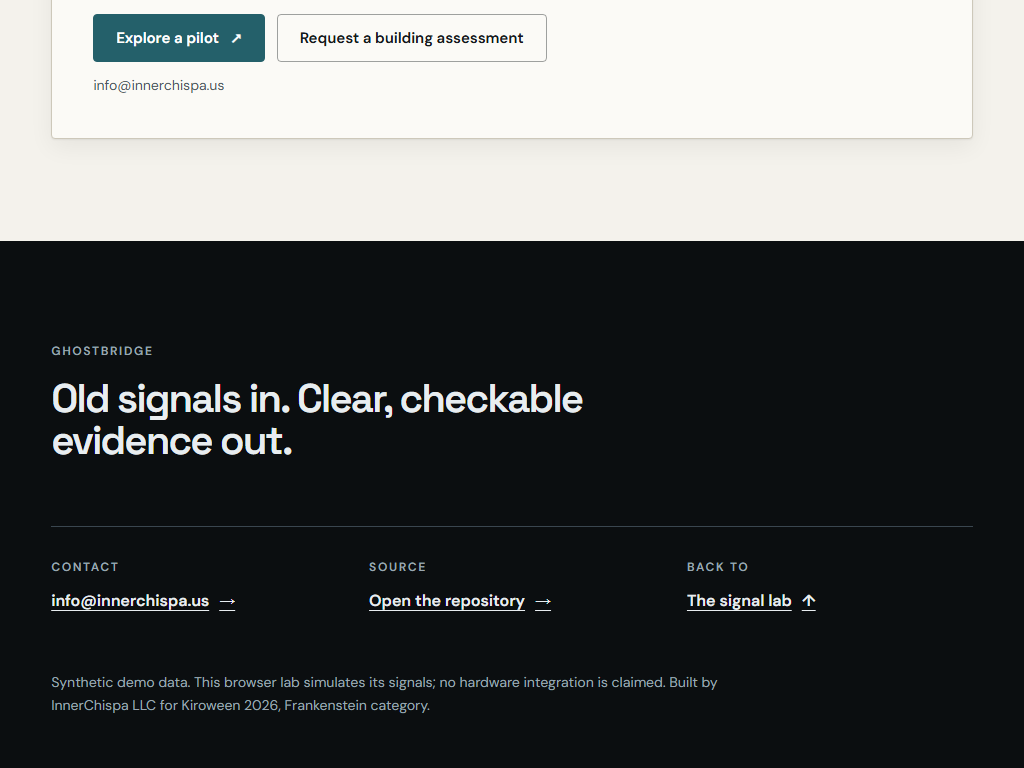 Explore a pilot ↗
Request a building assessment
info@innerchispa.us
GHOSTBRIDGE
Old signals in. Clear, checkable
evidence out.
CONTACT
info@innerchispa.us →
SOURCE
Open the repository →
BACK TO
The signal lab ↑
Synthetic demo data. This browser lab simulates its signals; no hardware integration is claimed. Built by
InnerChispa LLC for Kiroween 2026, Frankenstein category.